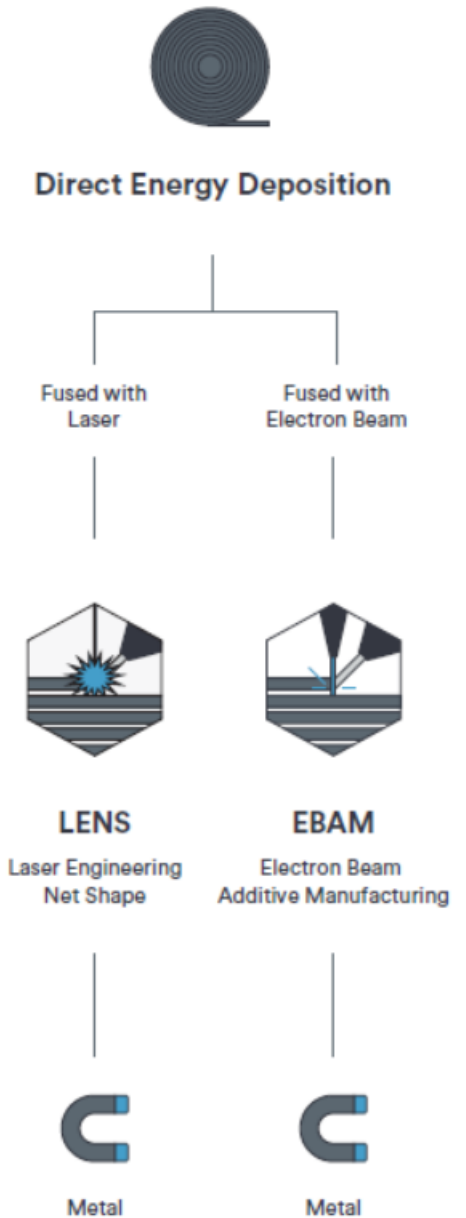 Direct Energy Deposition
Fused with
Laser
Fused with
Electron Beam
LENS
Laser Engineering
Net Shape
EBAM
Electron Beam
Additive Manufacturing
Metal
Metal